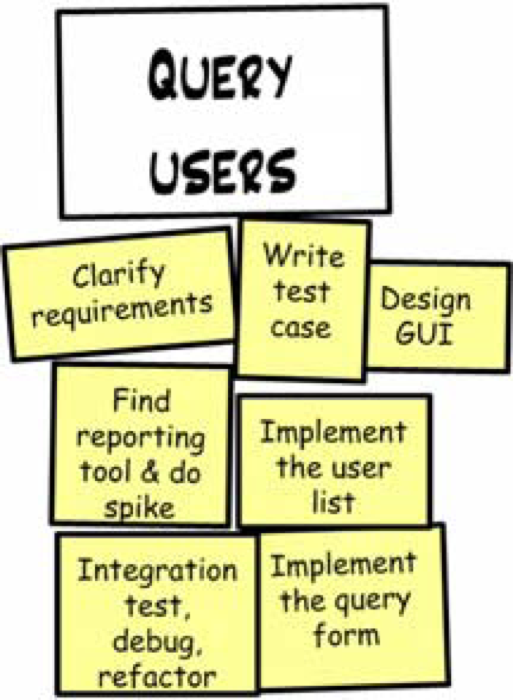 QUERY
USERS
Clarify
requirements
Write
test
case
Design
GUI
Find
reporting
tool & do
spike
Implement
the user
list
Integration
test,
debug,
refactor
Implement
the query
form